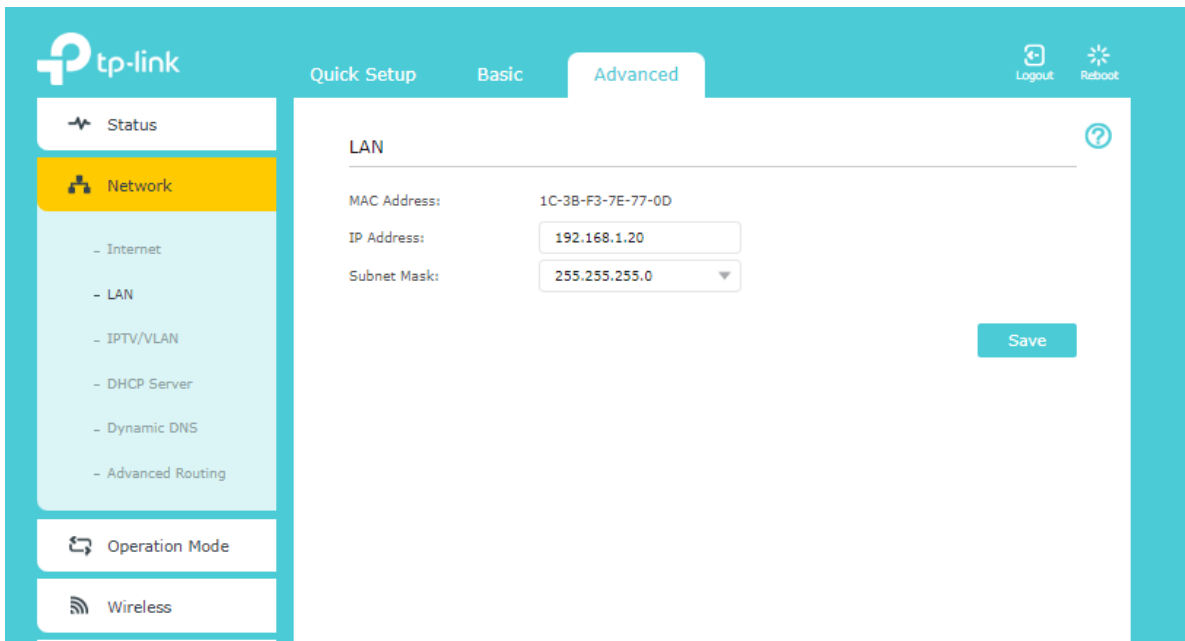 tp-link
Quick Setup Basic Advanced
Logout Reboot
Status
Network
- Internet
- LAN
- IPTV/VLAN
- DHCP Server
- Dynamic DNS
- Advanced Routing
Operation Mode
Wireless
LAN
?
MAC Address: 1C-3B-F3-7E-77-0D
IP Address: 192.168.1.20
Subnet Mask: 255.255.255.0
Save